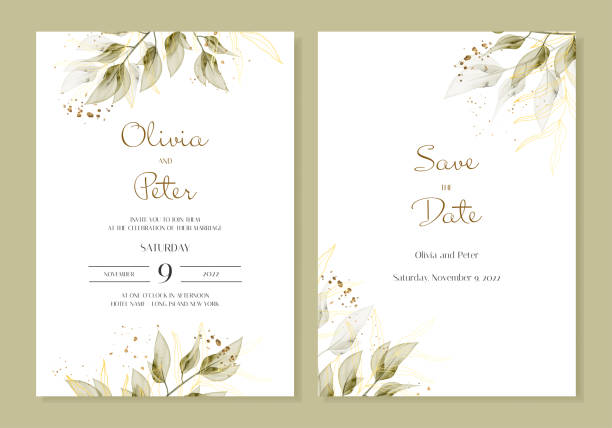 Olivia
AND
Peter
INVITE YOU TO JOIN THEM
AT THE CELEBRATION OF THEIR MARRIAGE
SATURDAY
NOVEMBER 9 2022
AT ONE O'CLOCK IN AFTERNOON
HOTEL NAME – LONG ISLAND NEW YORK
Save
THE
Date
Olivia and Peter
Saturday, November 9, 2022